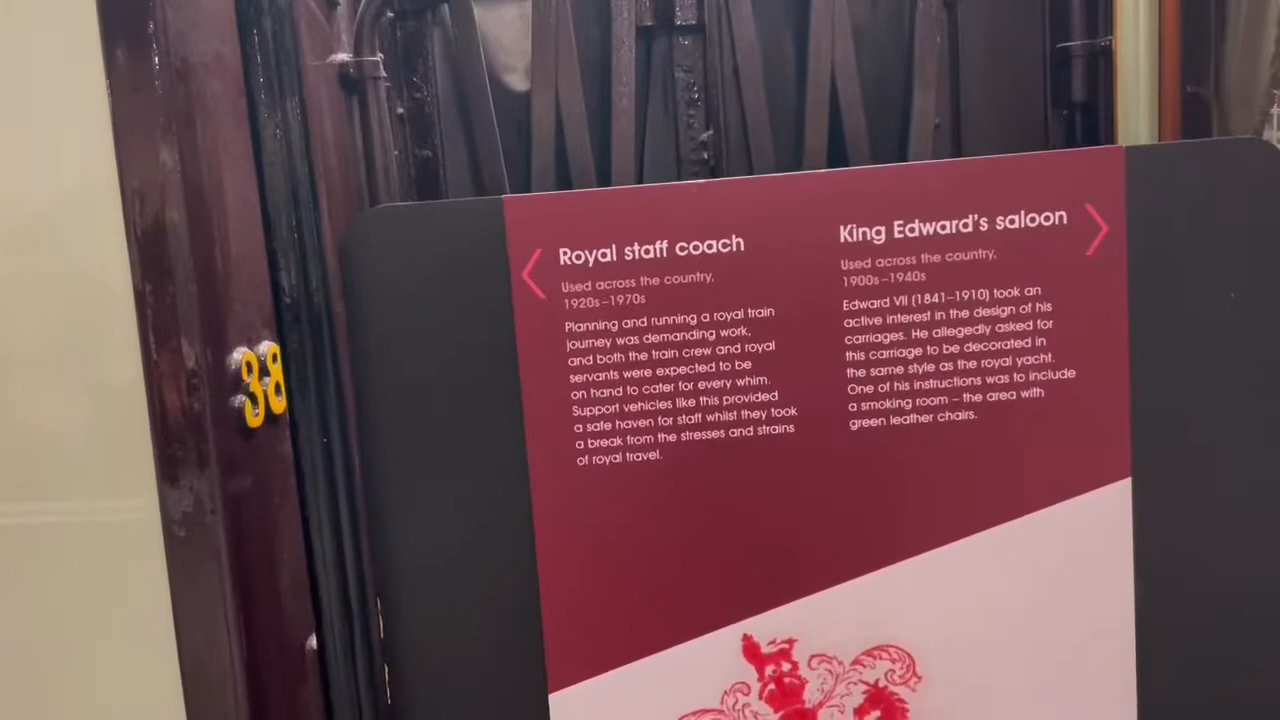 38
Royal staff coach
Used across the country,
1920s–1970s
Planning and running a royal train
journey was demanding work,
and both the train crew and royal
servants were expected to be
on hand to cater for every whim.
Support vehicles like this provided
a safe haven for staff whilst they took
a break from the stresses and strains
of royal travel.
King Edward's saloon
Used across the country,
1900s–1940s
Edward VII (1841–1910) took an
active interest in the design of his
carriages. He allegedly asked for
this carriage to be decorated in
the same style as the royal yacht.
One of his instructions was to include
a smoking room – the area with
green leather chairs.